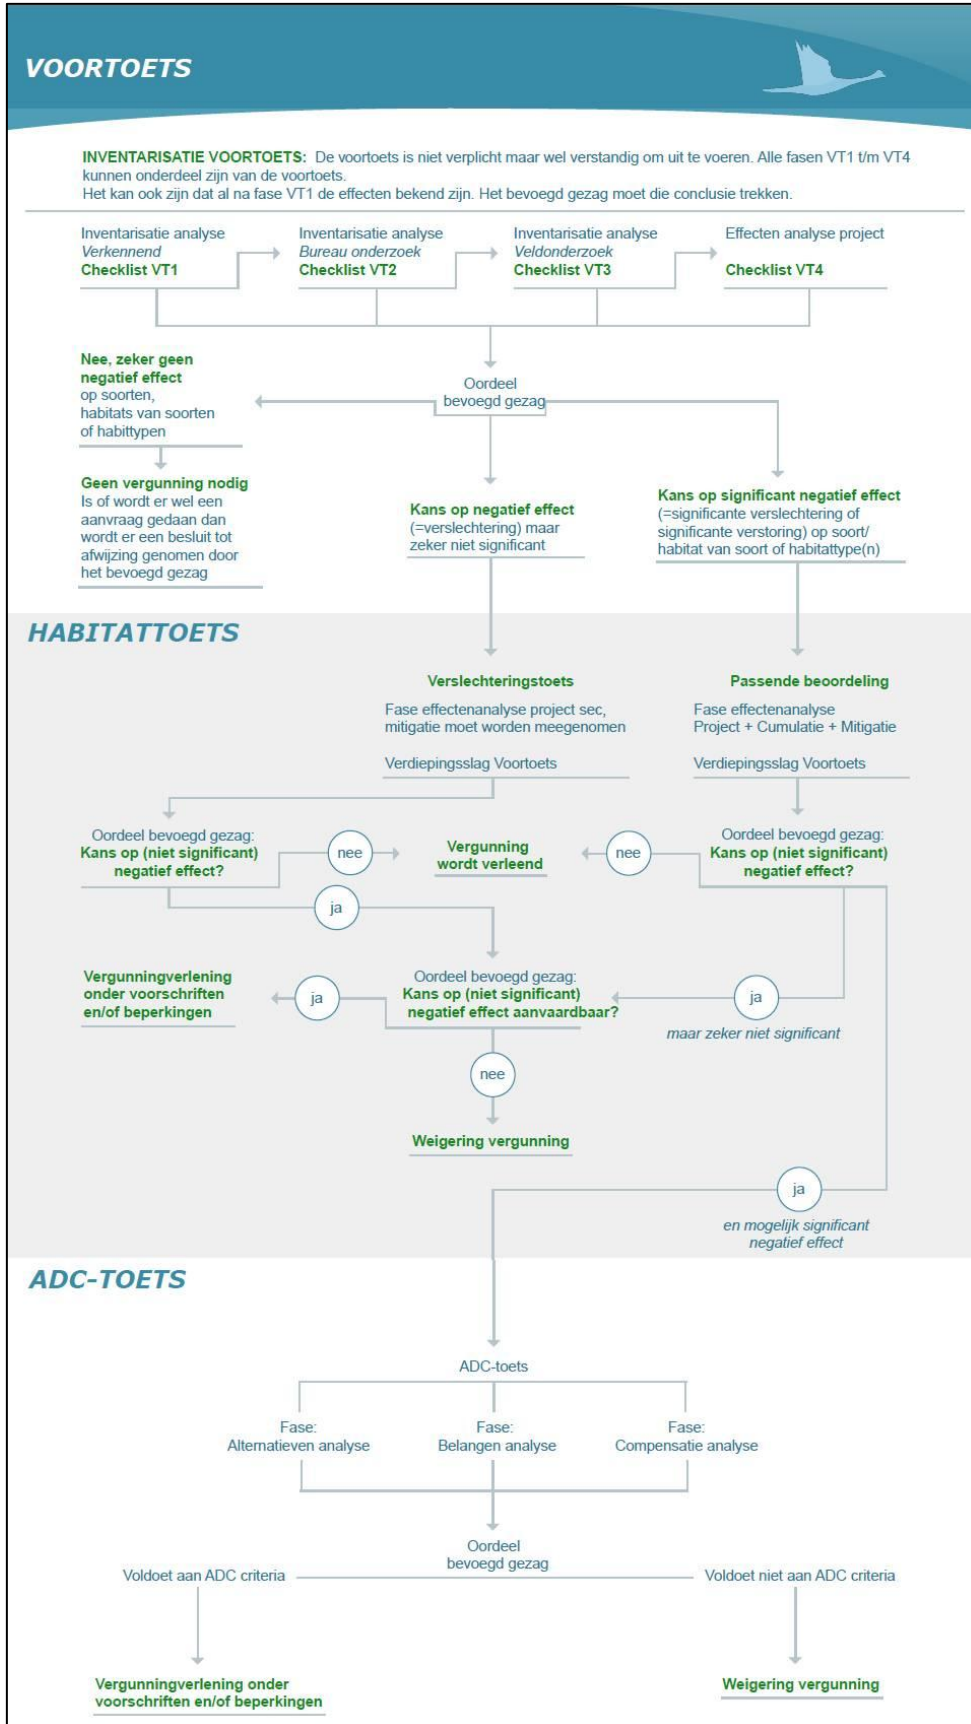 VOORTOETS
INVENTARISATIE VOORTOETS: De voortoets is niet verplicht maar wel verstandig om uit te voeren. Alle fasen VT1 t/m VT4
kunnen onderdeel zijn van de voortoets.
Het kan ook zijn dat al na fase VT1 de effecten bekend zijn. Het bevoegd gezag moet die conclusie trekken.
Inventarisatie analyse
Verkennend
Checklist VT1
Inventarisatie analyse
Bureau onderzoek
Checklist VT2
Inventarisatie analyse
Veldonderzoek
Checklist VT3
Effecten analyse project
Checklist VT4
Oordeel
bevoegd gezag
Nee, zeker geen
negatief effect
op soorten,
habitats van soorten
of habittypen
Geen vergunning nodig
Is of wordt er wel een
aanvraag gedaan dan
wordt er een besluit tot
afwijzing genomen door
het bevoegd gezag
Kans op negatief effect
(=verslechtering) maar
zeker niet significant
Kans op significant negatief effect
(=significante verslechtering of
significante verstoring) op soort/
habitat van soort of habitattype(n)
HABITATTOETS
Verslechteringstoets
Fase effectenanalyse project sec,
mitigatie moet worden meegenomen
Verdiepingsslag Voortoets
Passende beoordeling
Fase effectenanalyse
Project + Cumulatie + Mitigatie
Verdiepingsslag Voortoets
Oordeel bevoegd gezag:
Kans op (niet significant)
negatief effect?
nee
Vergunning
wordt verleend
nee
Oordeel bevoegd gezag:
Kans op (niet significant)
negatief effect?
ja
Vergunningverlening
onder voorschriften
en/of beperkingen
ja
Oordeel bevoegd gezag:
Kans op (niet significant)
negatief effect aanvaardbaar?
ja
maar zeker niet significant
nee
Weigering vergunning
ja
en mogelijk significant
negatief effect
ADC-TOETS
ADC-toets
Fase:
Alternatieven analyse
Fase:
Belangen analyse
Fase:
Compensatie analyse
Oordeel
bevoegd gezag
Voldoet aan ADC criteria
Voldoet niet aan ADC criteria
Vergunningverlening onder
voorschriften en/of beperkingen
Weigering vergunning